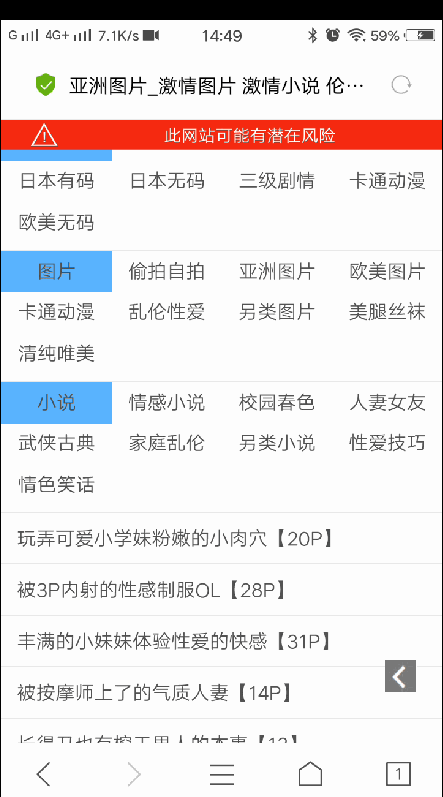 G 4G+ 7.1K/s 14:49 59%
亚洲图片_激情图片 激情小说 伦…
此网站可能有潜在风险
日本有码 日本无码 三级剧情 卡通动漫
欧美无码
图片 偷拍自拍 亚洲图片 欧美图片
卡通动漫 乱伦性爱 另类图片 美腿丝袜
清纯唯美
小说 情感小说 校园春色 人妻女友
武侠古典 家庭乱伦 另类小说 性爱技巧
情色笑话
玩弄可爱小学妹粉嫩的小肉穴【20P】
被3P内射的性感制服OL【28P】
丰满的小妹妹体验性爱的快感【31P】
被按摩师上了的气质人妻【14P】
1